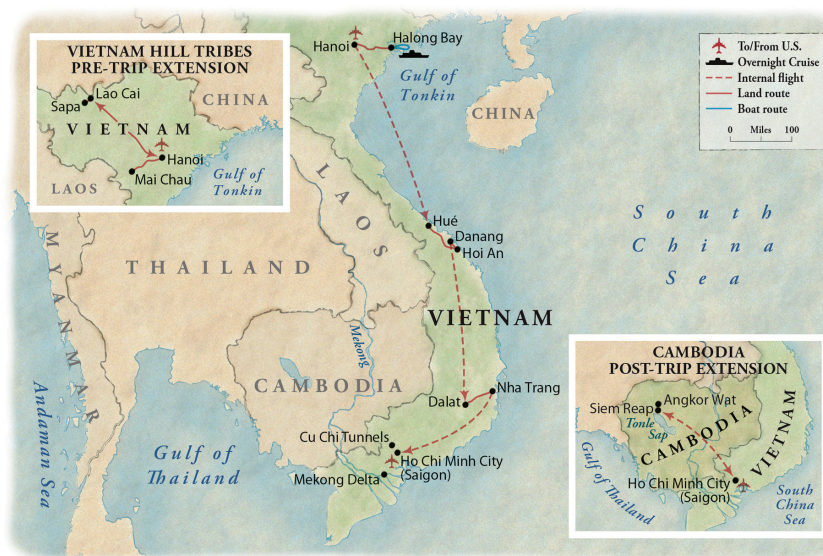 VIETNAM HILL TRIBES
PRE-TRIP EXTENSION
Lao Cai
Sapa
CHINA
VIETNAM
Hanoi
Mai Chau
LAOS
Gulf of
Tonkin
Hanoi
Halong Bay
Gulf of
Tonkin
CHINA
To/From U.S.
Overnight Cruise
Internal flight
Land route
Boat route
0 Miles 100
LAOS
Hué
Danang
Hoi An
South
China
Sea
MYANMAR
THAILAND
VIETNAM
Mekong
CAMBODIA
Nha Trang
Dalat
Andaman Sea
Gulf of
Thailand
Cu Chi Tunnels
Ho Chi Minh City
(Saigon)
Mekong Delta
CAMBODIA
POST-TRIP EXTENSION
Angkor Wat
Siem Reap
Tonle
Sap
CAMBODIA
VIETNAM
Gulf of Thailand
Ho Chi Minh City
(Saigon)
South
China
Sea